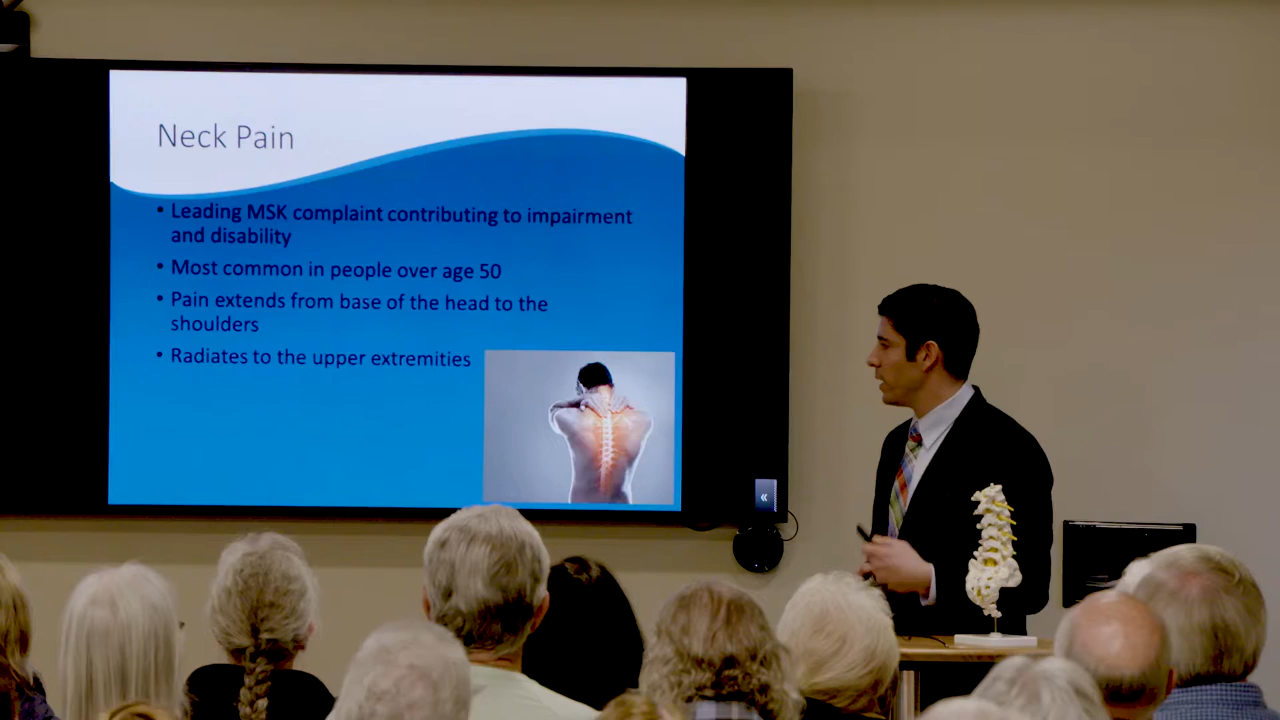 Neck Pain
• Leading MSK complaint contributing to impairment
and disability
• Most common in people over age 50
• Pain extends from base of the head to the
shoulders
• Radiates to the upper extremities
«